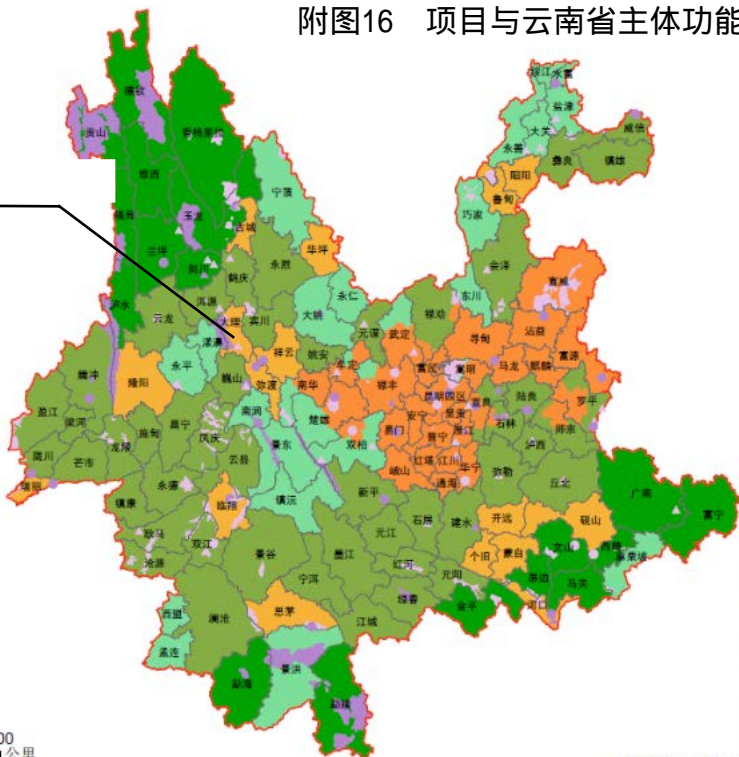 附图16 项目与云南省主体功能
绥江 水富
盐津
大关
永善
威信
彝良 镇雄
昭阳
鲁甸
巧家
德钦
贡山 香格里拉
维西
福贡
玉龙
兰坪
剑川
宁蒗
古城
华坪
永胜
鹤庆
会泽
宣威
东川
泸水
洱源
云龙
大理 宾川
漾濞
永仁
大姚
元谋 武定
禄劝
寻甸
沾益
富源
马龙 麒麟
腾冲
隆阳
永平
祥云
姚安
巍山 弥渡
南华
牟定
禄丰
富民 嵩明
昆明四区
安宁 呈贡
宜良
陆良
罗平
师宗
石林
盈江
梁河
陇川
芒市
龙陵
施甸
昌宁
凤庆
南涧
景东
楚雄
双柏
易门
晋宁 澄江
泸西
瑞丽
云县
峨山 红塔 江川
华宁
通海
弥勒
丘北
广南
富宁
永德
镇康
临翔
镇沅
新平
石屏
建水
开远
砚山
耿马
双江
沧源
景谷
墨江
元江
红河
个旧
蒙自
文山
西畴
麻栗坡
宁洱
元阳
屏边
马关
河口
金平
绿春
西盟
澜沧
思茅
江城
孟连
勐海
景洪
勐腊
00
公里